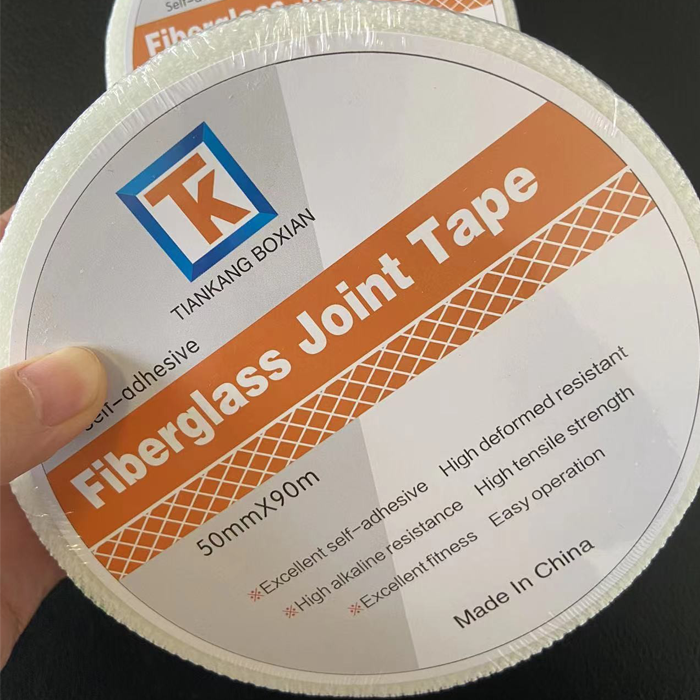 Fiberglass
TK
TIANKANG BOXIAN
self-adhesive
Fiberglass Joint Tape
50mmX90m
※Excellent self-adhesive High deformed resistant
※High alkaline resistance High tensile strength
※Excellent fitness Easy operation
Made In China